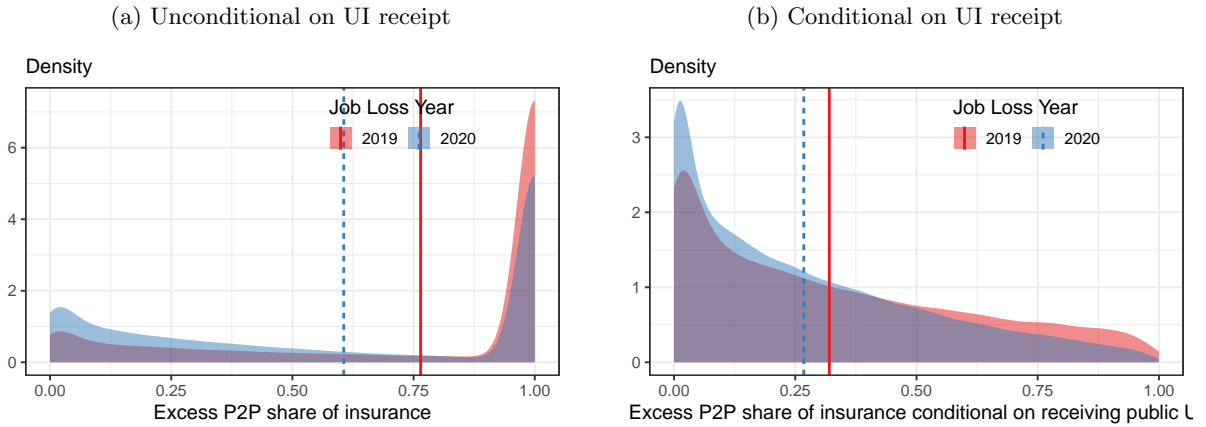 (a) Unconditional on UI receipt
Density
Job Loss Year
2019
2020
6
4
2
0
0.00
0.25
0.50
0.75
1.00
Excess P2P share of insurance
(b) Conditional on UI receipt
Density
Job Loss Year
2019
2020
3
2
1
0
0.00
0.25
0.50
0.75
1.00
Excess P2P share of insurance conditional on receiving public U